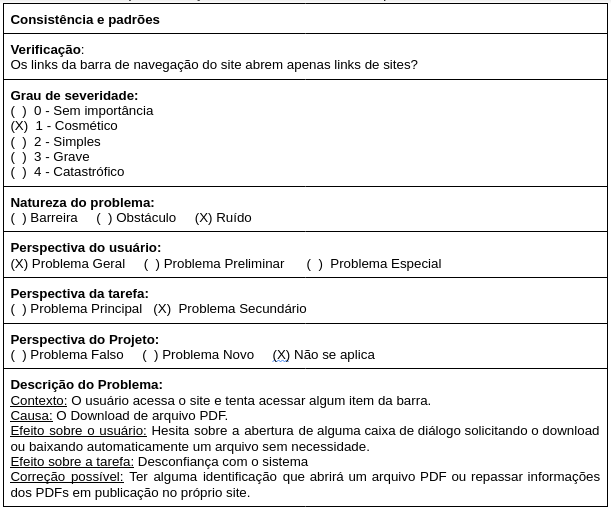 Consistência e padrões
Verificação:
Os links da barra de navegação do site abrem apenas links de sites?
Grau de severidade:
( ) 0 - Sem importância
(X) 1 - Cosmético
( ) 2 - Simples
( ) 3 - Grave
( ) 4 - Catastrófico
Natureza do problema:
( ) Barreira ( ) Obstáculo (X) Ruído
Perspectiva do usuário:
(X) Problema Geral ( ) Problema Preliminar ( ) Problema Especial
Perspectiva da tarefa:
( ) Problema Principal (X) Problema Secundário
Perspectiva do Projeto:
( ) Problema Falso ( ) Problema Novo (X) Não se aplica
Descrição do Problema:
Contexto: O usuário acessa o site e tenta acessar algum item da barra.
Causa: O Download de arquivo PDF.
Efeito sobre o usuário: Hesita sobre a abertura de alguma caixa de diálogo solicitando o download
ou baixando automaticamente um arquivo sem necessidade.
Efeito sobre a tarefa: Desconfiança com o sistema
Correção possível: Ter alguma identificação que abrirá um arquivo PDF ou repassar informações
dos PDFs em publicação no próprio site.